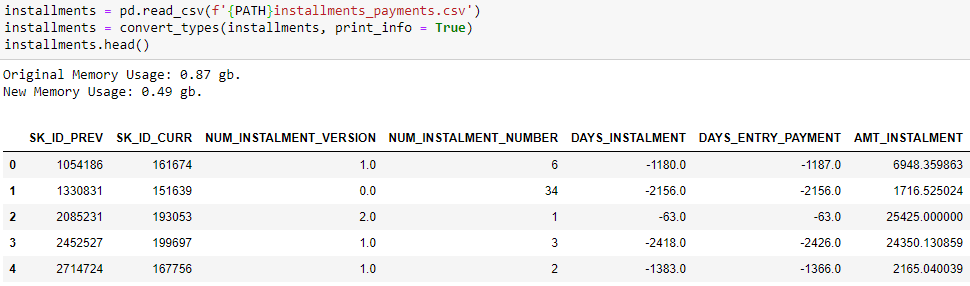 installments = pd.read_csv(f'{PATH}installments_payments.csv')
installments = convert_types(installments, print_info = True)
installments.head()
Original Memory Usage: 0.87 gb.
New Memory Usage: 0.49 gb.
SK_ID_PREV SK_ID_CURR NUM_INSTALMENT_VERSION NUM_INSTALMENT_NUMBER DAYS_INSTALMENT DAYS_ENTRY_PAYMENT AMT_INSTALMENT
0 1054186 161674 1.0 6 -1180.0 -1187.0 6948.359863
1 1330831 151639 0.0 34 -2156.0 -2156.0 1716.525024
2 2085231 193053 2.0 1 -63.0 -63.0 25425.000000
3 2452527 199697 1.0 3 -2418.0 -2426.0 24350.130859
4 2714724 167756 1.0 2 -1383.0 -1366.0 2165.040039